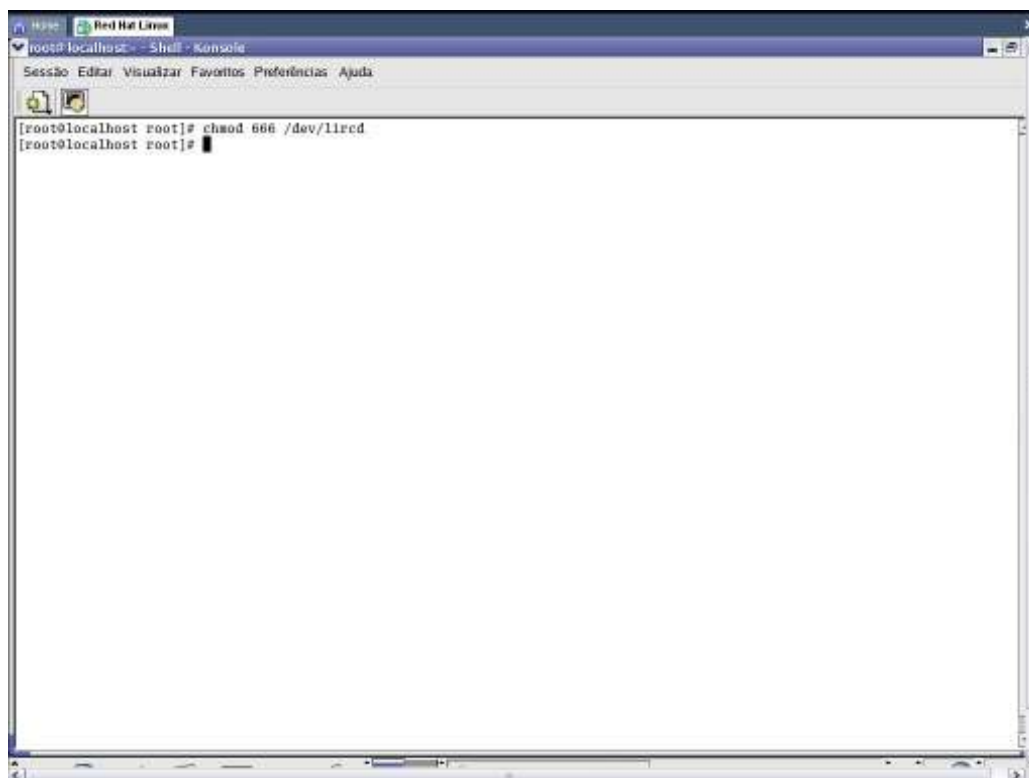 Home Red Hat Linux
root@localhost:~ - Shell - Konsole
Sessão Editar Visualizar Favoritos Preferências Ajuda
[root@localhost root]# chmod 666 /dev/lircd
[root@localhost root]#